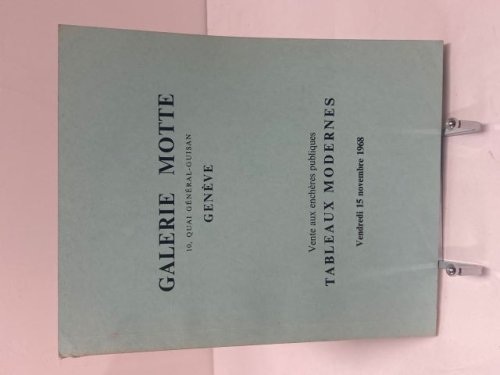 GALERIE MOTTE
10, QUAI GÉNÉRAL-GUISAN
GENÈVE
Vente aux enchères publiques
TABLEAUX MODERNES
Vendredi 15 novembre 1968